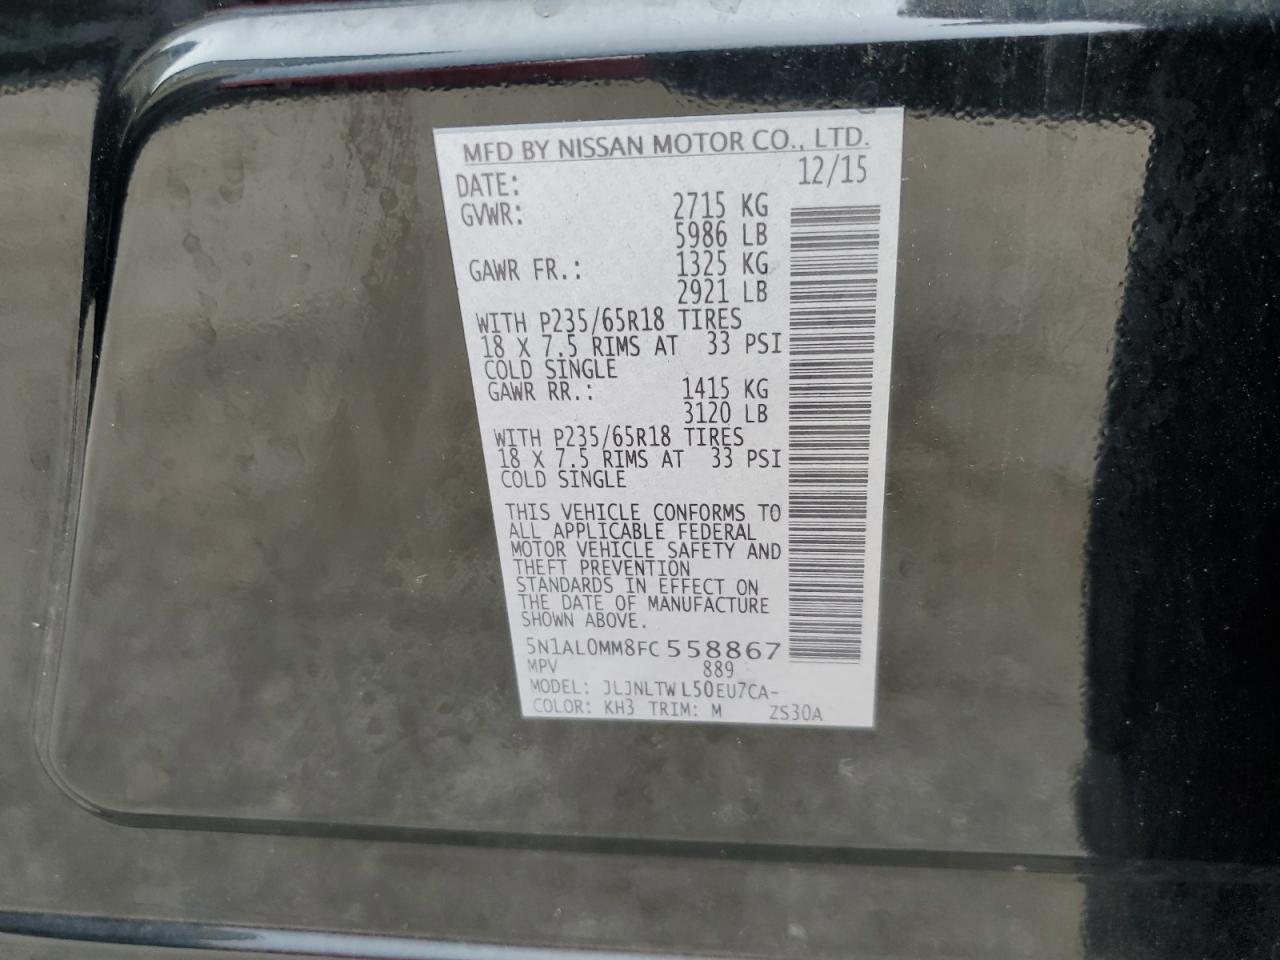 MFD BY NISSAN MOTOR CO., LTD.
DATE: 12/15
GVWR: 2715 KG
5986 LB
GAWR FR.: 1325 KG
2921 LB
WITH P235/65R18 TIRES
18 X 7.5 RIMS AT 33 PSI
COLD SINGLE
GAWR RR.: 1415 KG
3120 LB
WITH P235/65R18 TIRES
18 X 7.5 RIMS AT 33 PSI
COLD SINGLE
THIS VEHICLE CONFORMS TO
ALL APPLICABLE FEDERAL
MOTOR VEHICLE SAFETY AND
THEFT PREVENTION
STANDARDS IN EFFECT ON
THE DATE OF MANUFACTURE
SHOWN ABOVE.
5N1AL0MM8FC558867
MPV 889
MODEL: JLJNLTWL50EU7CA-
COLOR: KH3 TRIM: M ZS30A